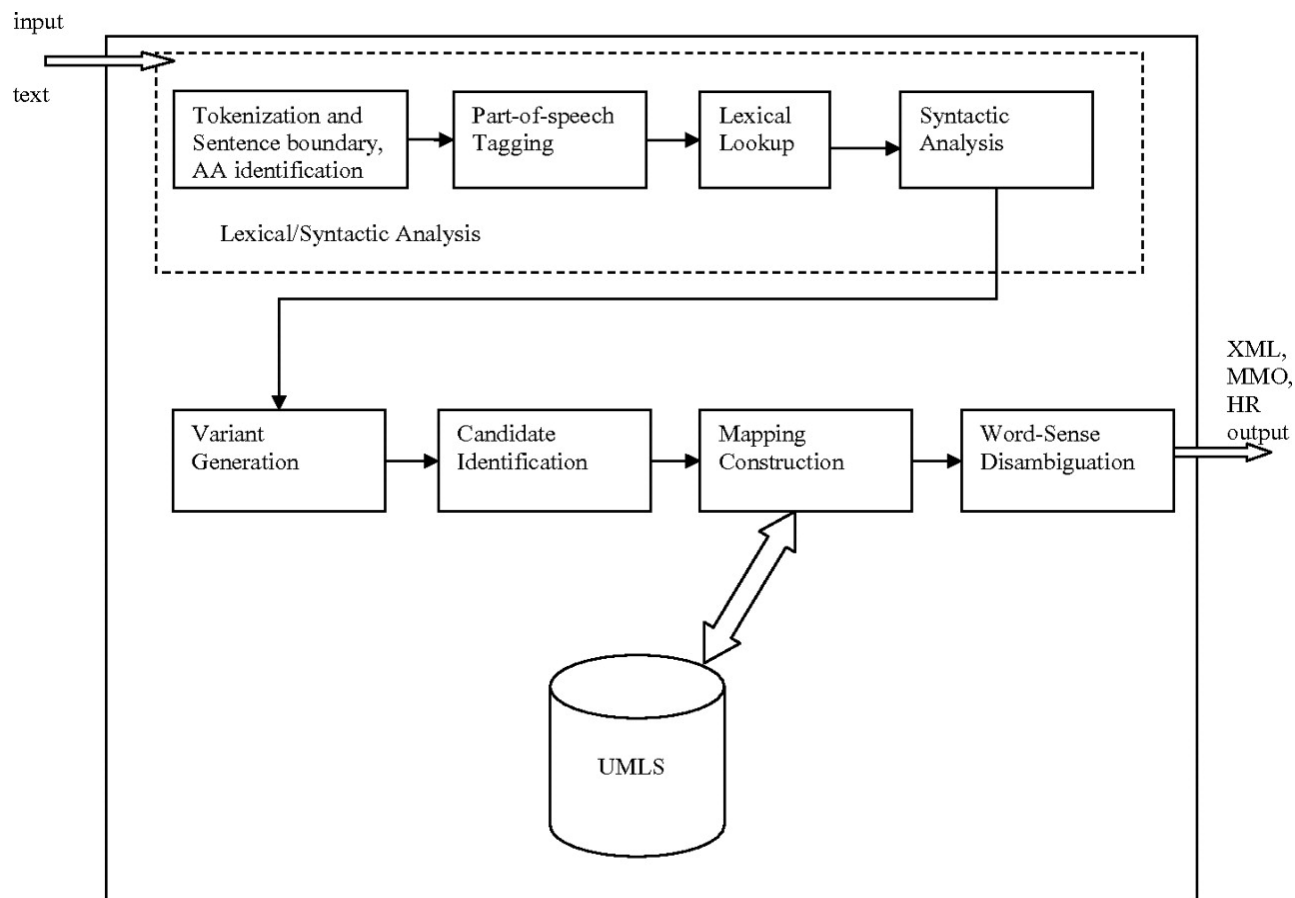 input
text
Tokenization and
Sentence boundary,
AA identification
Part-of-speech
Tagging
Lexical
Lookup
Syntactic
Analysis
Lexical/Syntactic Analysis
Variant
Generation
Candidate
Identification
Mapping
Construction
Word-Sense
Disambiguation
XML,
MMO,
HR
output
UMLS